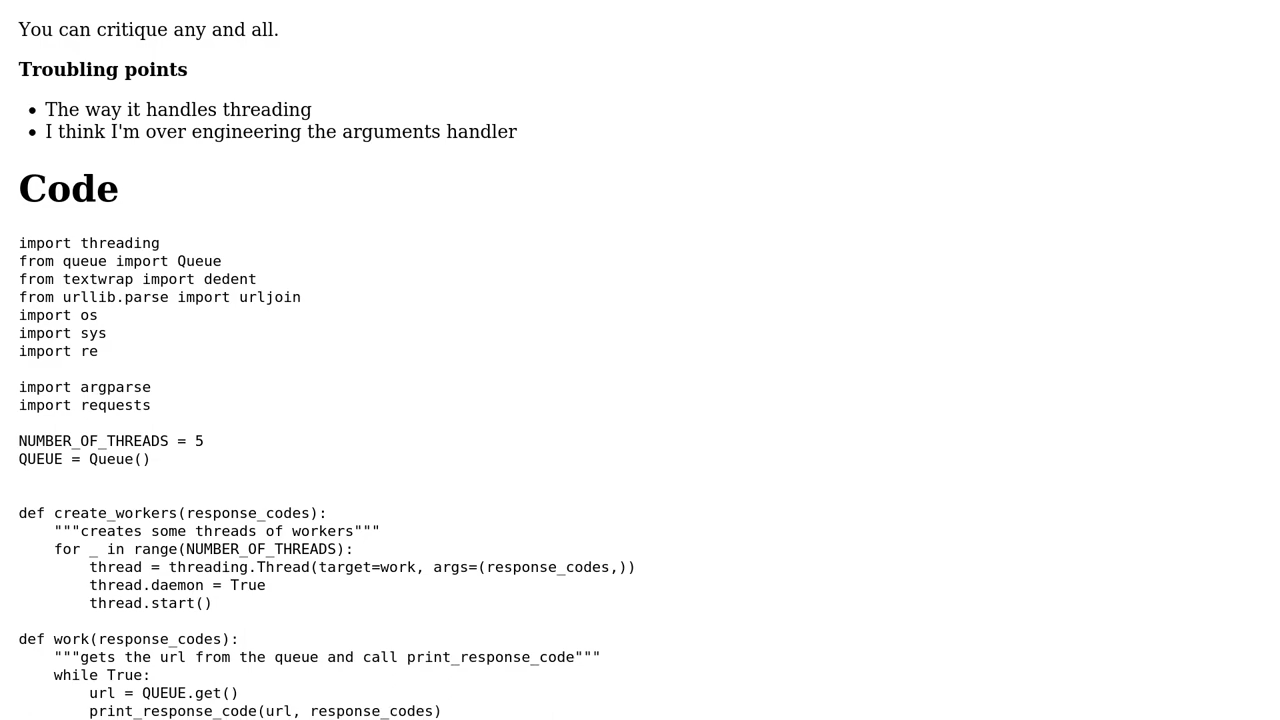 You can critique any and all.
Troubling points
• The way it handles threading
• I think I'm over engineering the arguments handler
Code
import threading
from queue import Queue
from textwrap import dedent
from urllib.parse import urljoin
import os
import sys
import re

import argparse
import requests

NUMBER_OF_THREADS = 5
QUEUE = Queue()


def create_workers(response_codes):
    """creates some threads of workers"""
    for _ in range(NUMBER_OF_THREADS):
        thread = threading.Thread(target=work, args=(response_codes,))
        thread.daemon = True
        thread.start()

def work(response_codes):
    """gets the url from the queue and call print_response_code"""
    while True:
        url = QUEUE.get()
        print_response_code(url, response_codes)